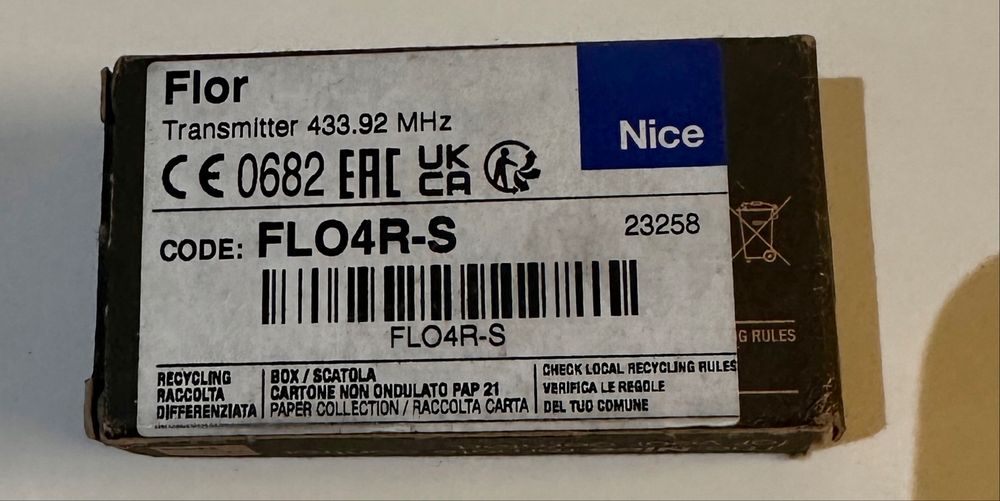 Flor
Transmitter 433.92 MHz
Nice
CE 0682 EAC UK CA
CODE: FLO4R-S
23258
FLO4R-S
G RULES
RECYCLING
RACCOLTA
DIFFERENZIATA
BOX / SCATOLA
CARTONE NON ONDULATO PAP 21
PAPER COLLECTION / RACCOLTA CARTA
CHECK LOCAL RECYCLING RULES
VERIFICA LE REGOLE
DEL TUO COMUNE